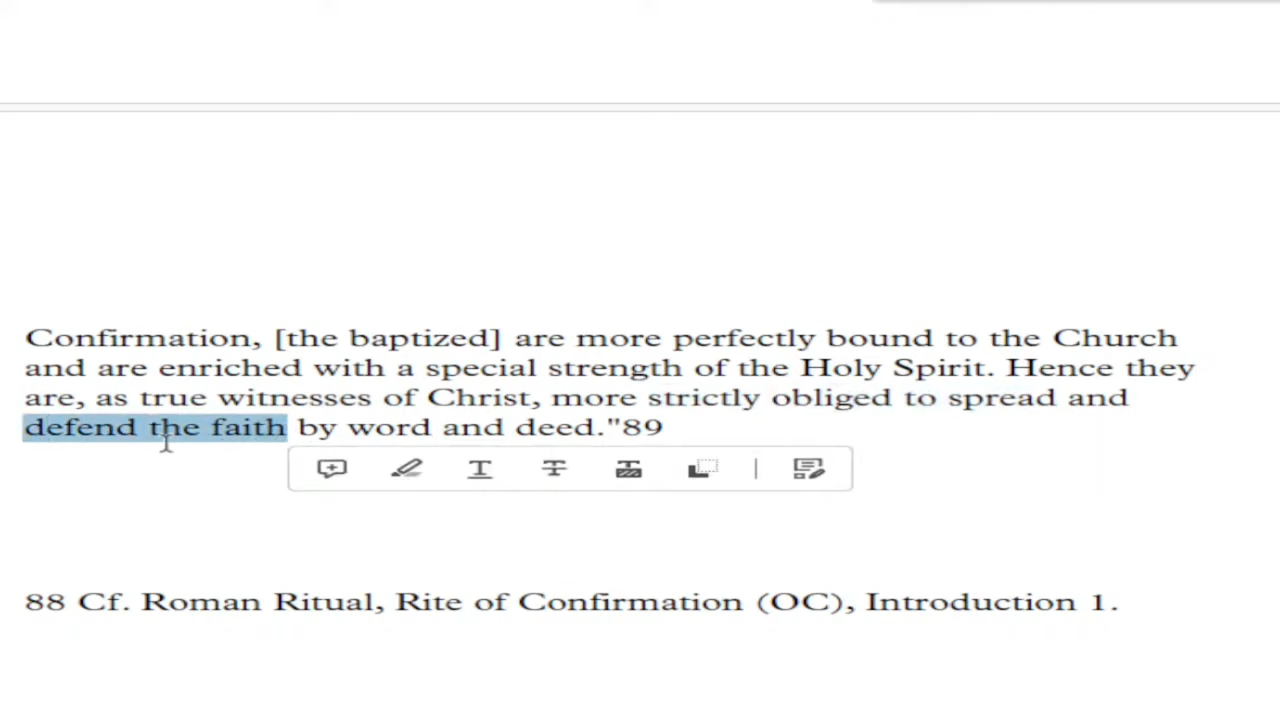 Confirmation, [the baptized] are more perfectly bound to the Church
and are enriched with a special strength of the Holy Spirit. Hence they
are, as true witnesses of Christ, more strictly obliged to spread and
defend the faith by word and deed."89
88 Cf. Roman Ritual, Rite of Confirmation (OC), Introduction 1.